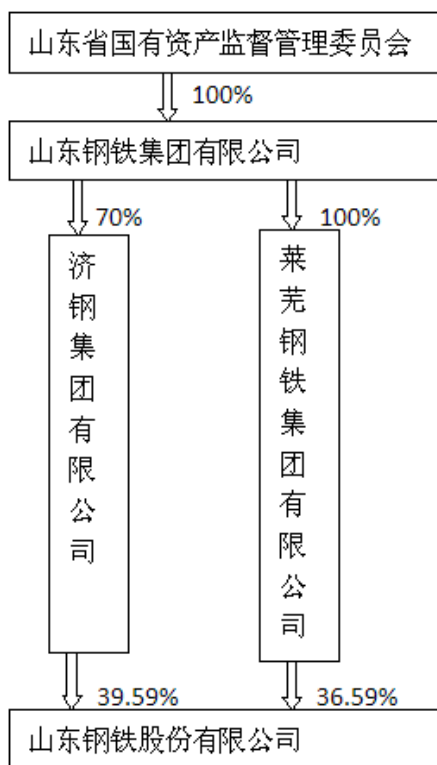 山东省国有资产监督管理委员会
100%
山东钢铁集团有限公司
70%
100%
济钢集团有限公司
莱芜钢铁集团有限公司
39.59%
36.59%
山东钢铁股份有限公司